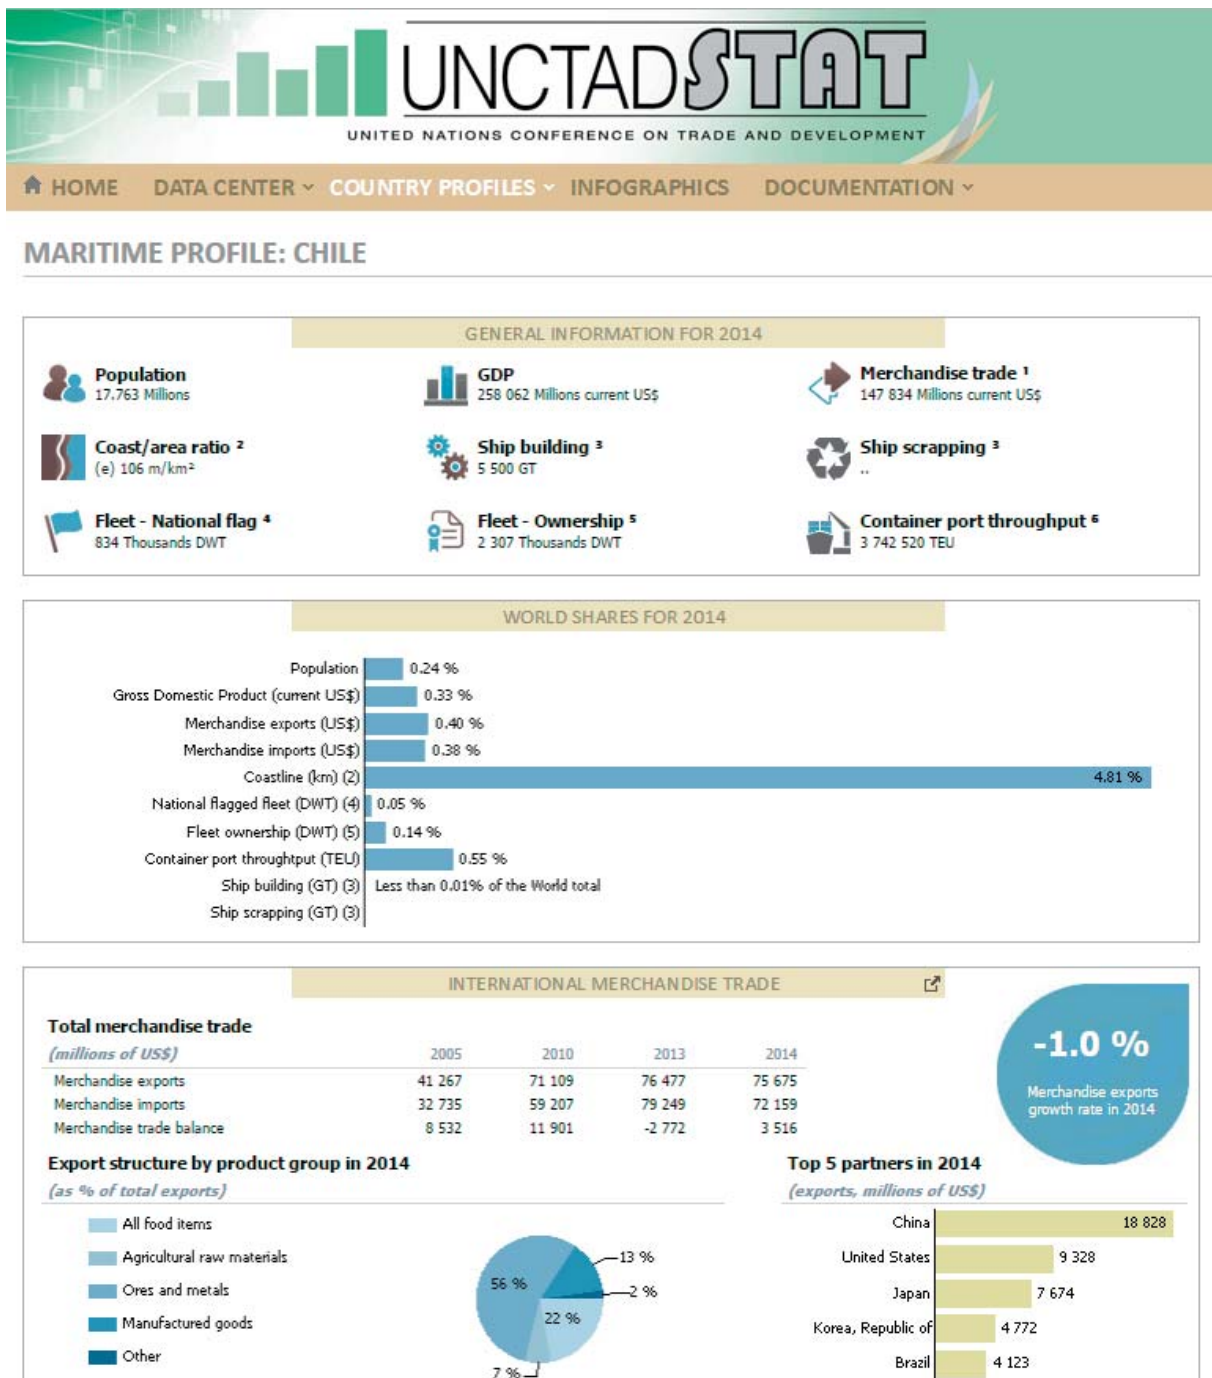 UNCTADSTAT
UNITED NATIONS CONFERENCE ON TRADE AND DEVELOPMENT
HOME DATA CENTER COUNTRY PROFILES INFOGRAPHICS DOCUMENTATION
MARITIME PROFILE: CHILE
GENERAL INFORMATION FOR 2014
Population
17.763 Millions
GDP
258 062 Millions current US$
Merchandise trade ¹
147 834 Millions current US$
Coast/area ratio ²
(e) 106 m/km²
Ship building ³
5 500 GT
Ship scrapping ³
..
Fleet - National flag ⁴
834 Thousands DWT
Fleet - Ownership ⁵
2 307 Thousands DWT
Container port throughput ⁶
3 742 520 TEU
WORLD SHARES FOR 2014
Population 0.24 %
Gross Domestic Product (current US$) 0.33 %
Merchandise exports (US$) 0.40 %
Merchandise imports (US$) 0.38 %
Coastline (km) (2) 4.81 %
National flagged fleet (DWT) (4) 0.05 %
Fleet ownership (DWT) (5) 0.14 %
Container port throughtput (TEU) 0.55 %
Ship building (GT) (3) Less than 0.01% of the World total
Ship scrapping (GT) (3)
INTERNATIONAL MERCHANDISE TRADE
Total merchandise trade
(millions of US$) 2005 2010 2013 2014
Merchandise exports 41 267 71 109 76 477 75 675
Merchandise imports 32 735 59 207 79 249 72 159
Merchandise trade balance 8 532 11 901 -2 772 3 516
-1.0 %
Merchandise exports
growth rate in 2014
Export structure by product group in 2014
(as % of total exports)
All food items
Agricultural raw materials
Ores and metals
Manufactured goods
Other
56 %
13 %
2 %
22 %
7 %
Top 5 partners in 2014
(exports, millions of US$)
China 18 828
United States 9 328
Japan 7 674
Korea, Republic of 4 772
Brazil 4 123